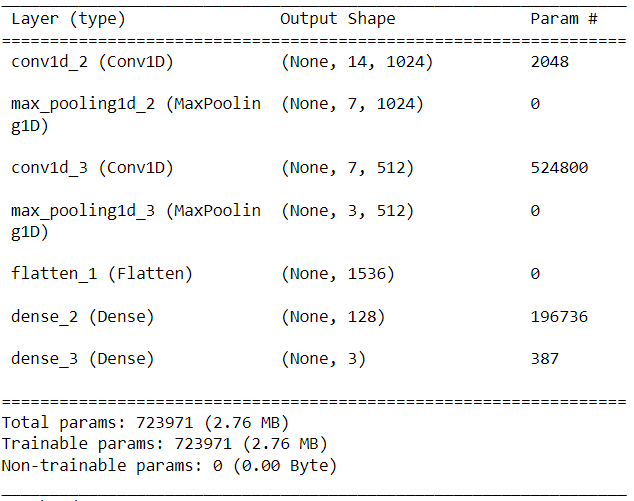 Layer (type) Output Shape Param #
=================================================================
conv1d_2 (Conv1D) (None, 14, 1024) 2048
max_pooling1d_2 (MaxPoolin (None, 7, 1024) 0
g1D)
conv1d_3 (Conv1D) (None, 7, 512) 524800
max_pooling1d_3 (MaxPoolin (None, 3, 512) 0
g1D)
flatten_1 (Flatten) (None, 1536) 0
dense_2 (Dense) (None, 128) 196736
dense_3 (Dense) (None, 3) 387
=================================================================
Total params: 723971 (2.76 MB)
Trainable params: 723971 (2.76 MB)
Non-trainable params: 0 (0.00 Byte)